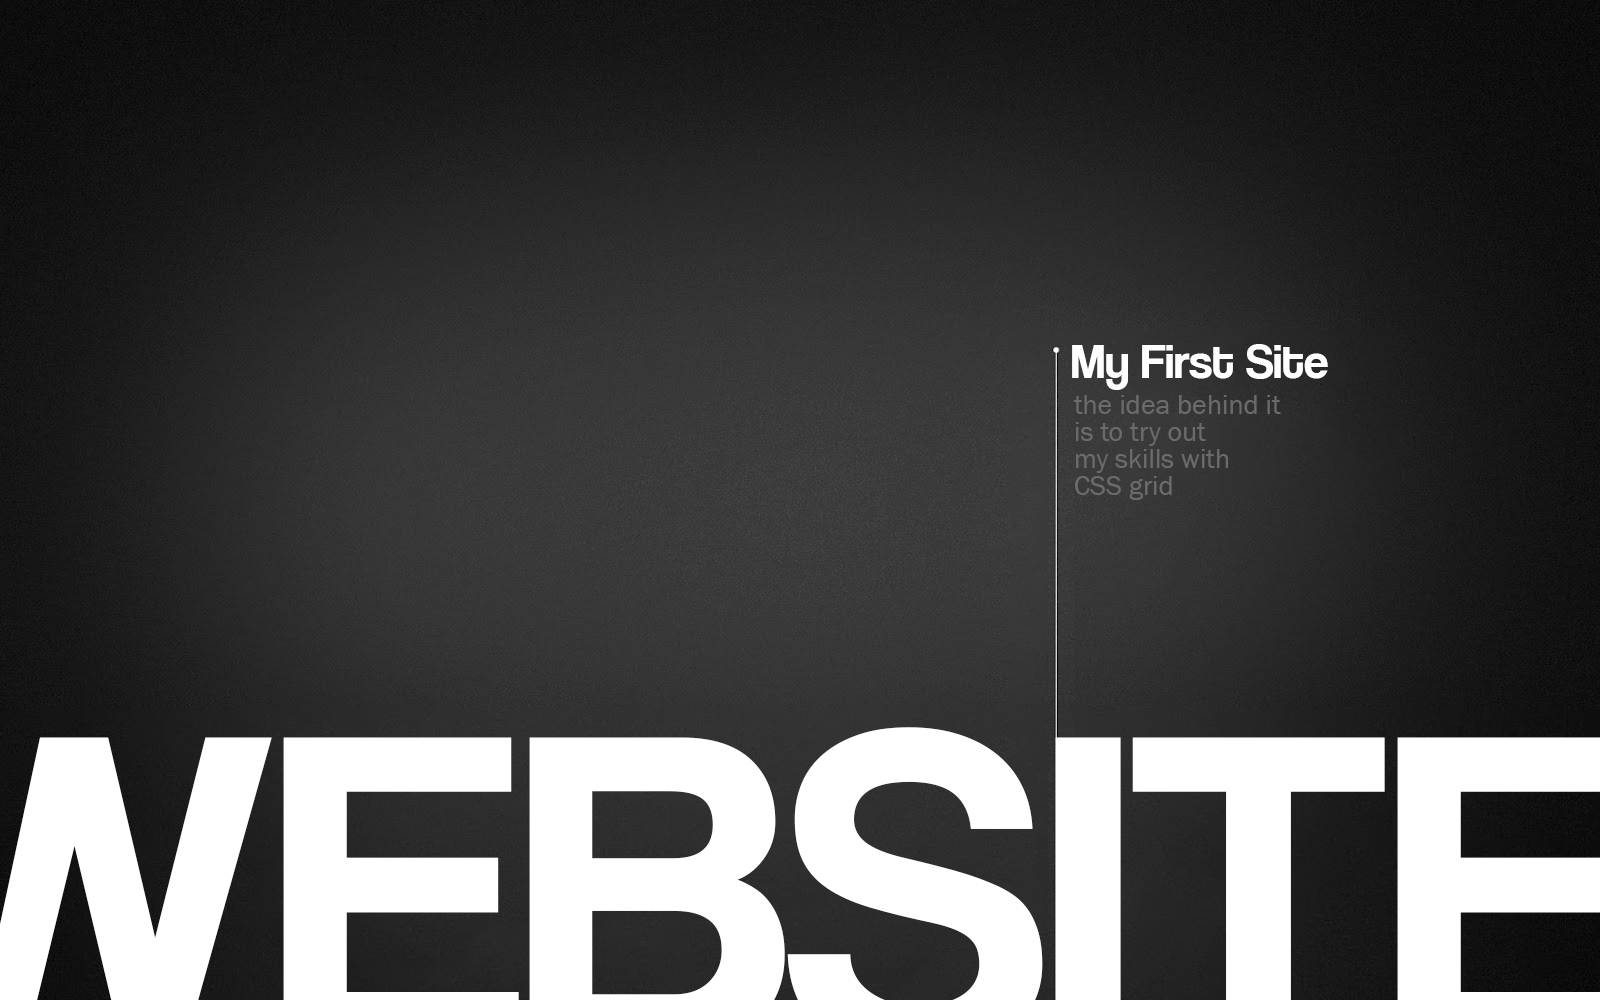 My First Site
the idea behind it
is to try out
my skills with
CSS grid
WEBSITE